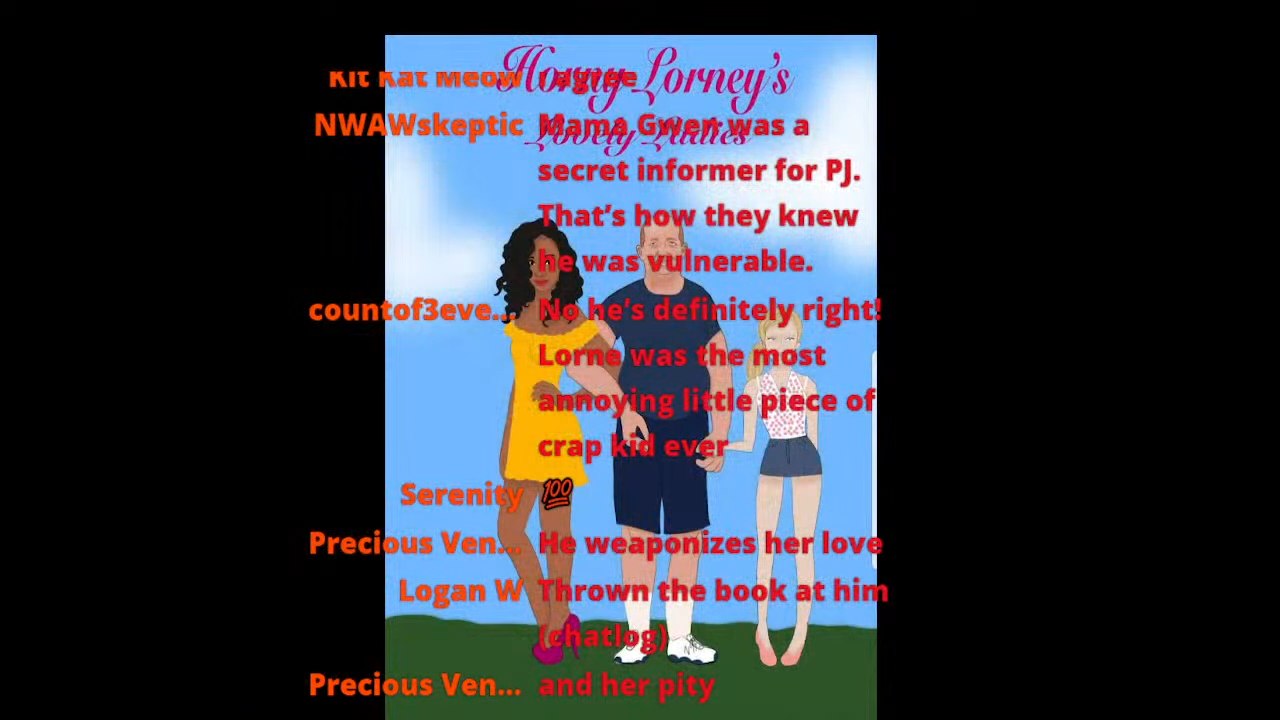 Horny Lorney's
Lovely Ladies
Kit Kat Meow I agree
NWAWskeptic Mama Gwen was a
secret informer for PJ.
That's how they knew
he was vulnerable.
countof3eve... No he's definitely right!
Lorne was the most
annoying little piece of
crap kid ever
Serenity 💯
Precious Ven... He weaponizes her love
Logan W Thrown the book at him
(chatlog)
Precious Ven... and her pity